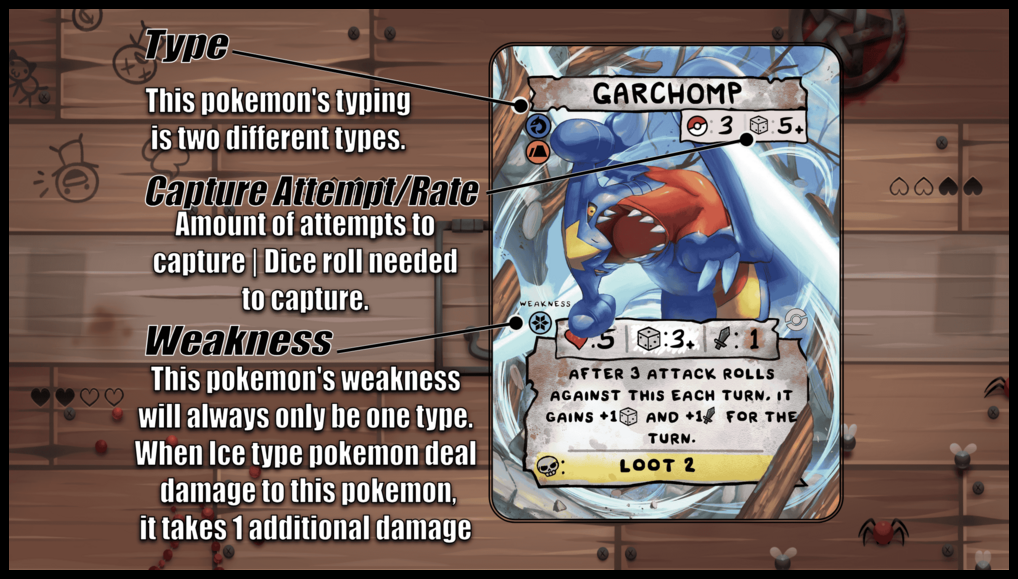 Type
This pokemon's typing
is two different types.
Capture Attempt/Rate
Amount of attempts to
capture | Dice roll needed
to capture.
Weakness
This pokemon's weakness
will always only be one type.
When Ice type pokemon deal
damage to this pokemon,
it takes 1 additional damage
GARCHOMP
: 3 : 5+
WEAKNESS
: 5 : 3+ : 1
AFTER 3 ATTACK ROLLS
AGAINST THIS EACH TURN, IT
GAINS +1 AND +1 FOR THE
TURN.
: LOOT 2